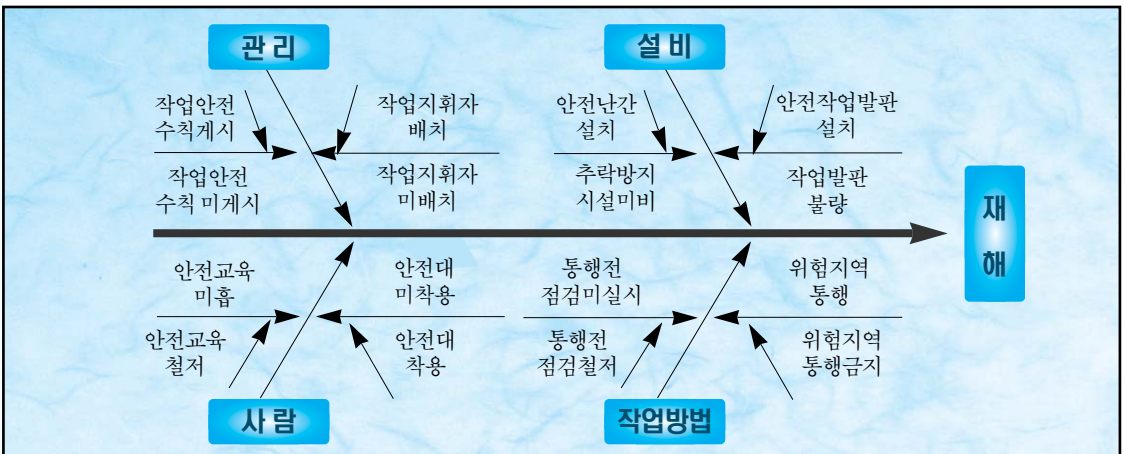 관 리
설 비
작업안전
수칙게시
작업지휘자
배치
안전난간
설치
안전작업발판
설치
작업안전
수칙 미게시
작업지휘자
미배치
추락방지
시설미비
작업발판
불량
재
해
안전교육
미흡
안전대
미착용
통행전
점검미실시
위험지역
통행
안전교육
철저
안전대
착용
통행전
점검철저
위험지역
통행금지
사 람
작업방법